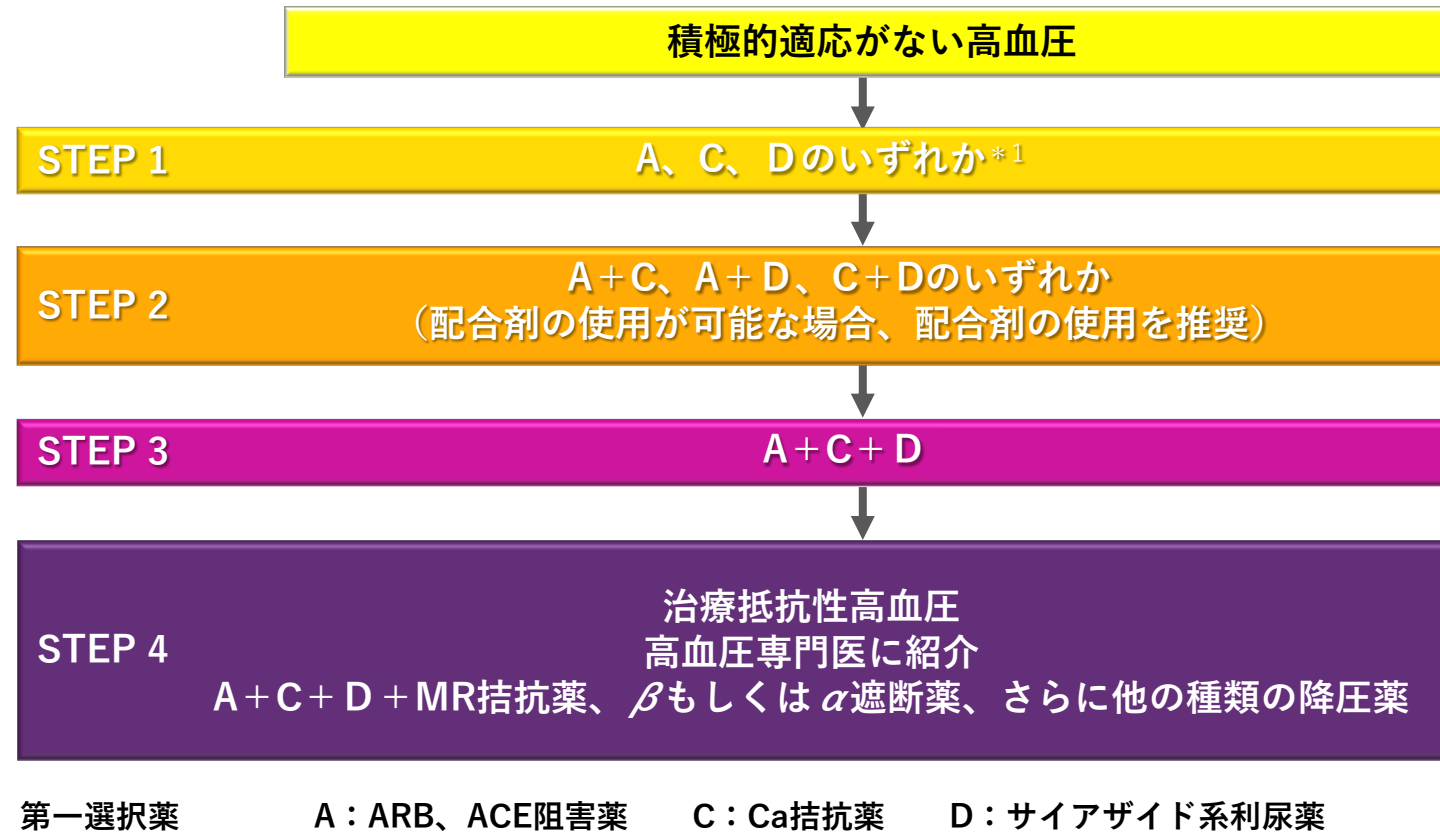 積極的適応がない高血圧
STEP 1 A、C、Dのいずれか*1
STEP 2
A+C、A+D、C+Dのいずれか
（配合剤の使用が可能な場合、配合剤の使用を推奨）
STEP 3 A+C+D
STEP 4
治療抵抗性高血圧
高血圧専門医に紹介
A+C+D+MR拮抗薬、βもしくはα遮断薬、さらに他の種類の降圧薬
第一選択薬 A：ARB、ACE阻害薬 C：Ca拮抗薬 D：サイアザイド系利尿薬